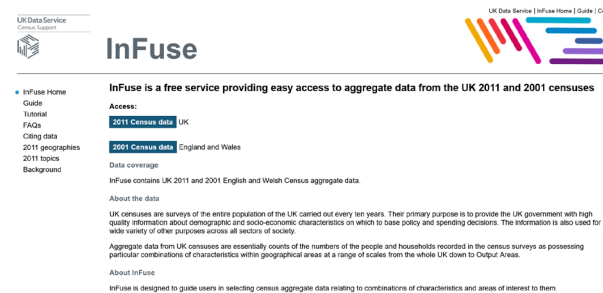 UK Data Service | InFuse Home | Guide |
UK Data Service
Census Support
InFuse
InFuse Home
Guide
Tutorial
FAQs
Citing data
2011 geographies
2011 topics
Background
InFuse is a free service providing easy access to aggregate data from the UK 2011 and 2001 censuses
Access:
2011 Census data UK
2001 Census data England and Wales
Data coverage
InFuse contains UK 2011 and 2001 English and Welsh Census aggregate data.
About the data
UK censuses are surveys of the entire population of the UK carried out every ten years. Their primary purpose is to provide the UK government with high
quality information about demographic and socio-economic characteristics on which to base policy and spending decisions. The information is also used for
wide variety of other purposes across all sectors of society.
Aggregate data from UK censuses are essentially counts of the numbers of the people and households recorded in the census surveys as possessing
particular combinations of characteristics within geographical areas at a range of scales from the whole UK down to Output Areas.
About InFuse
InFuse is designed to guide users in selecting census aggregate data relating to combinations of characteristics and areas of interest to them.